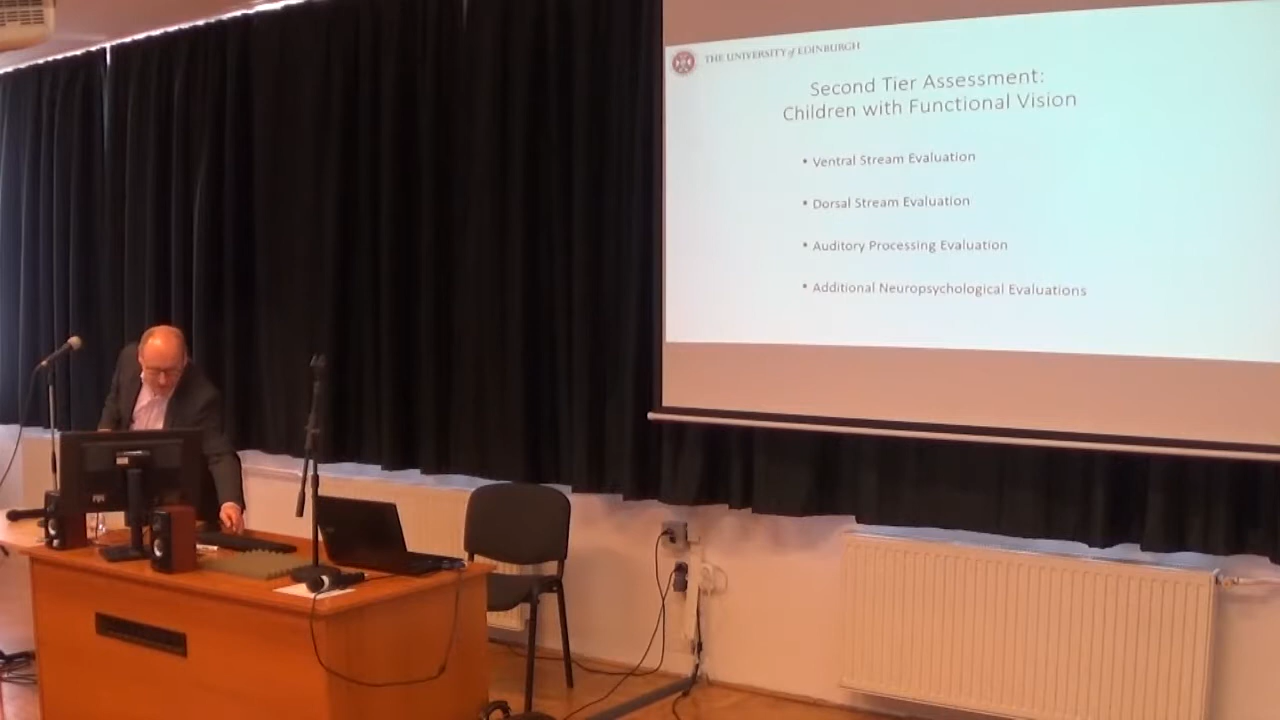 THE UNIVERSITY of EDINBURGH
Second Tier Assessment:
Children with Functional Vision
• Ventral Stream Evaluation
• Dorsal Stream Evaluation
• Auditory Processing Evaluation
• Additional Neuropsychological Evaluations